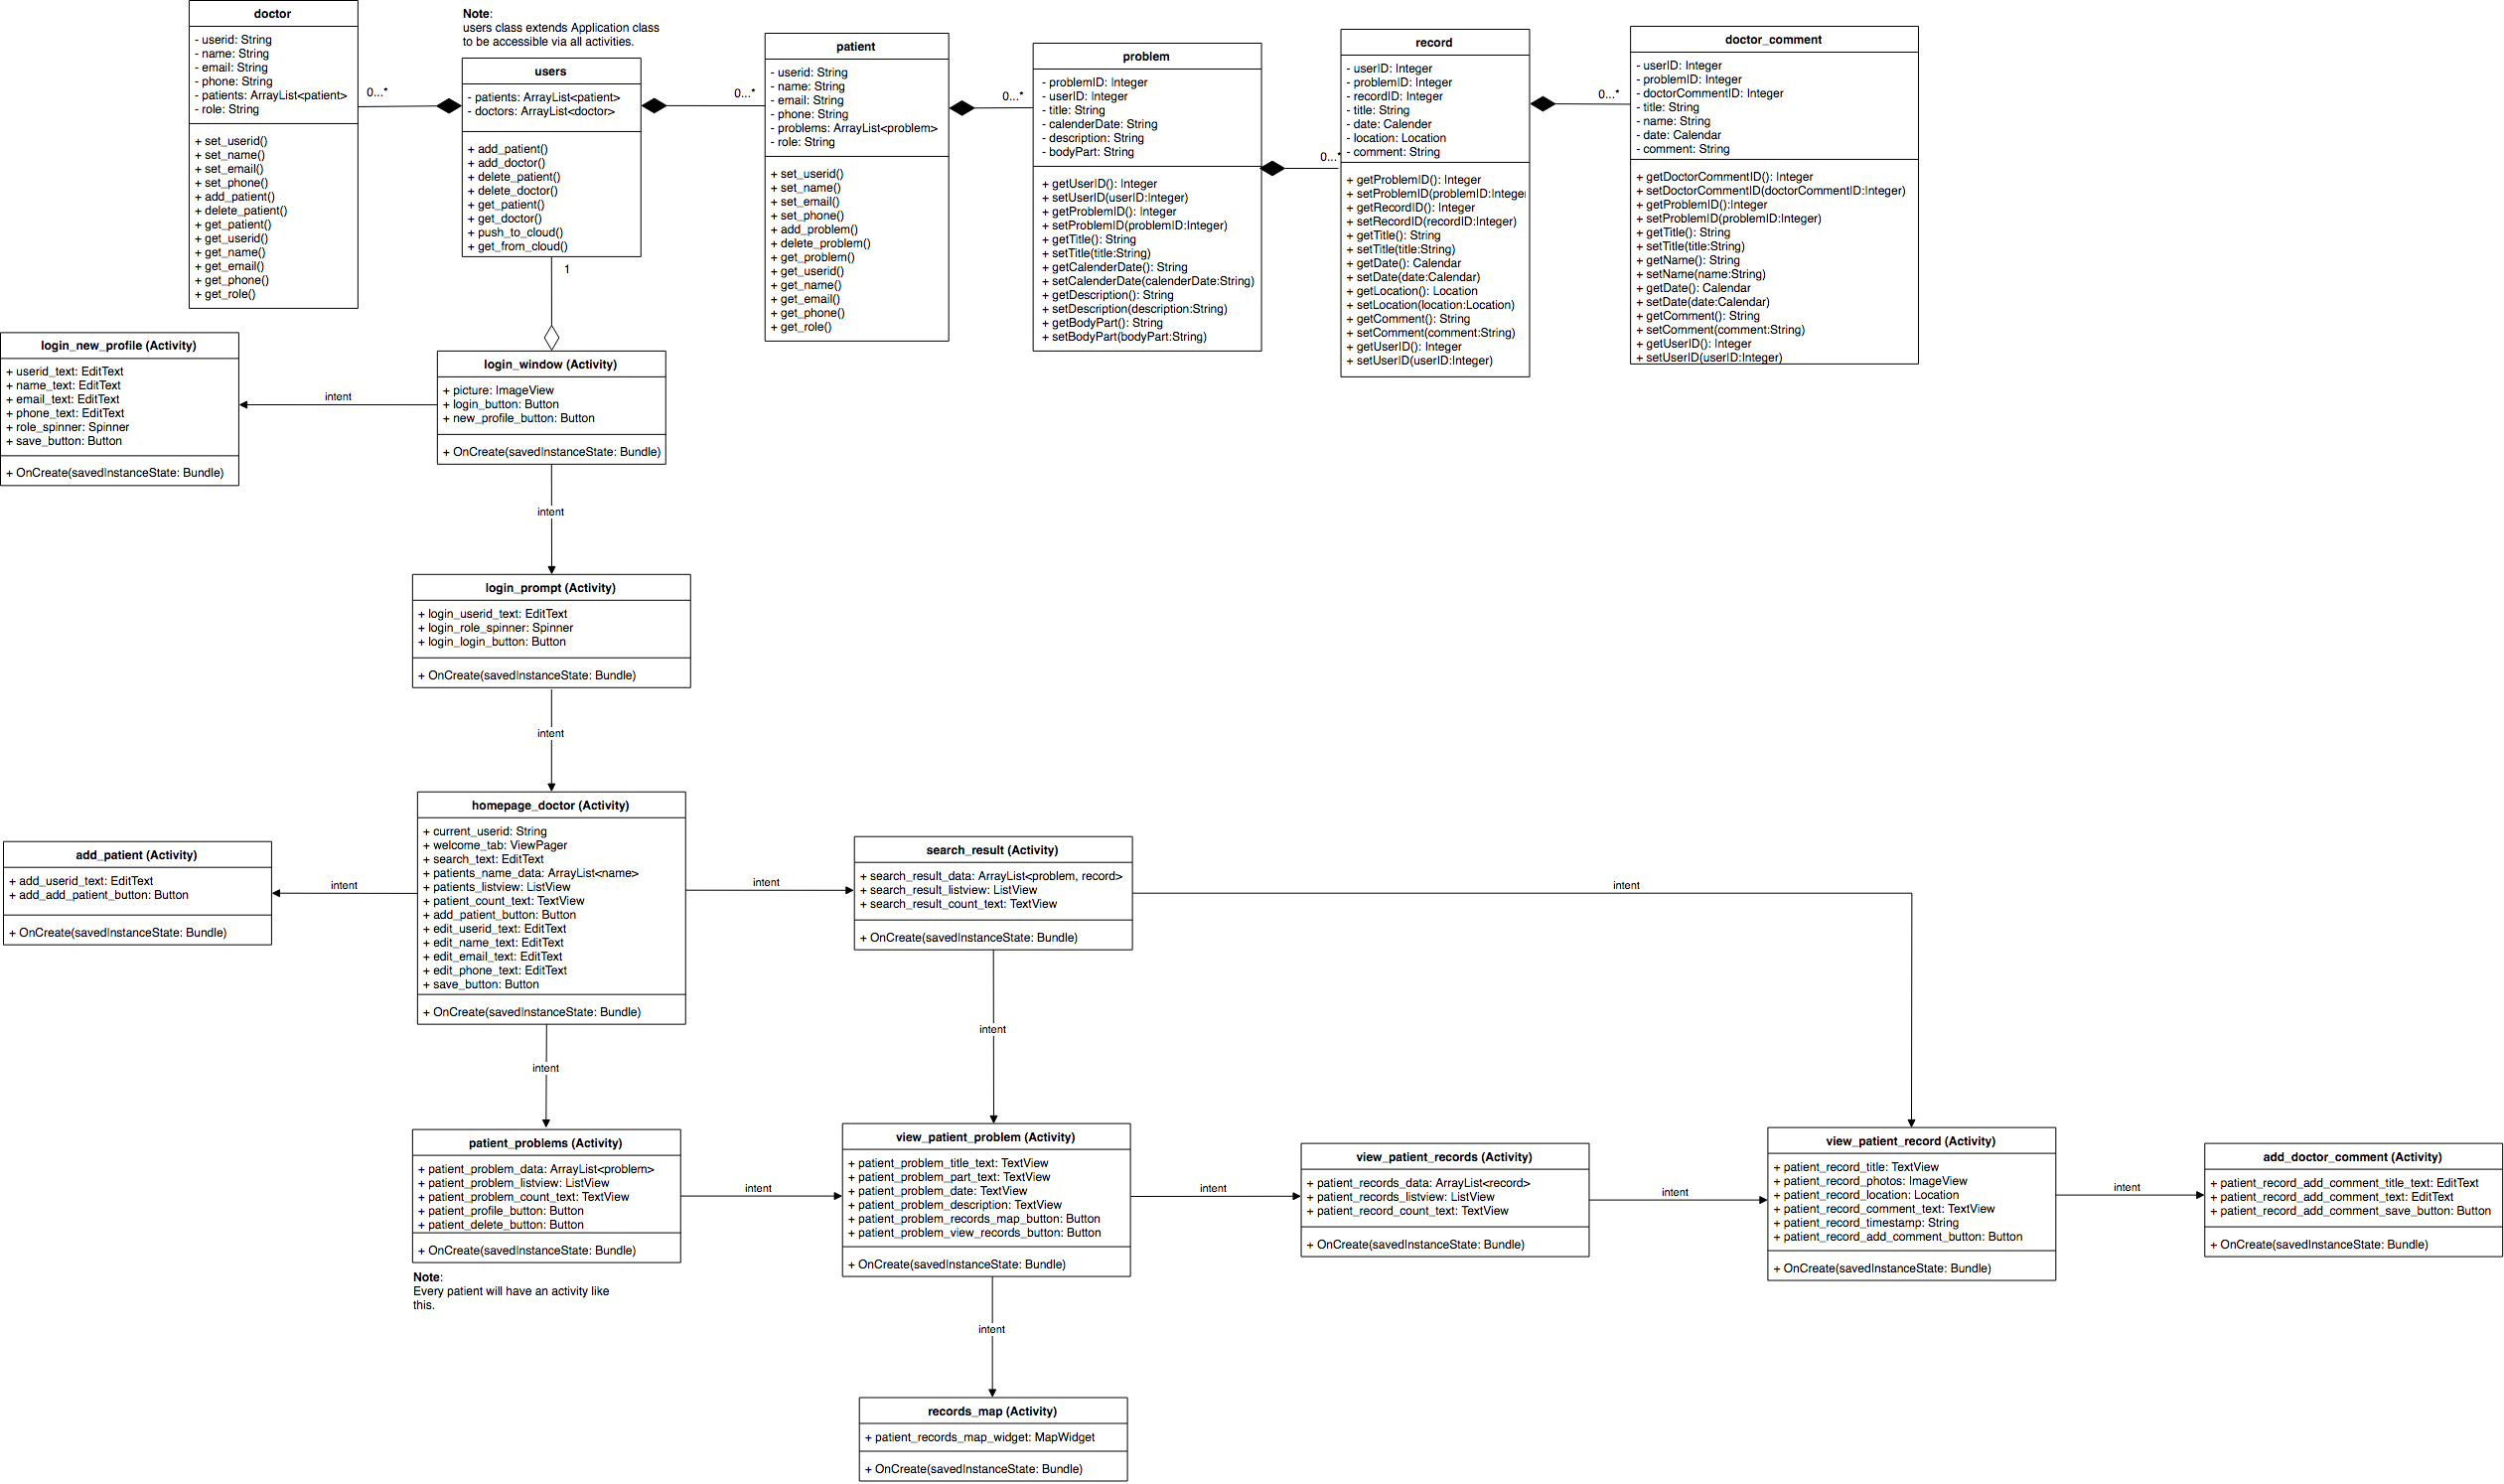 doctor
- userid: String
- name: String
- email: String
- phone: String
- patients: ArrayList<patient>
- role: String
+ set_userid()
+ set_name()
+ set_email()
+ set_phone()
+ add_patient()
+ delete_patient()
+ get_patient()
+ get_userid()
+ get_name()
+ get_email()
+ get_phone()
+ get_role()
0...*
Note:
users class extends Application class
to be accessible via all activities.
users
- patients: ArrayList<patient>
- doctors: ArrayList<doctor>
+ add_patient()
+ add_doctor()
+ delete_patient()
+ delete_doctor()
+ get_patient()
+ get_doctor()
+ push_to_cloud()
+ get_from_cloud()
1
0...*
patient
- userid: String
- name: String
- email: String
- phone: String
- problems: ArrayList<problem>
- role: String
+ set_userid()
+ set_name()
+ set_email()
+ set_phone()
+ add_problem()
+ delete_problem()
+ get_problem()
+ get_userid()
+ get_name()
+ get_email()
+ get_phone()
+ get_role()
0...*
problem
- problemID: Integer
- userID: Integer
- title: String
- calenderDate: String
- description: String
- bodyPart: String
+ getUserID(): Integer
+ setUserID(userID:Integer)
+ getProblemID(): Integer
+ setProblemID(problemID:Integer)
+ getTitle(): String
+ setTitle(title:String)
+ getCalenderDate(): String
+ setCalenderDate(calenderDate:String)
+ getDescription(): String
+ setDescription(description:String)
+ getBodyPart(): String
+ setBodyPart(bodyPart:String)
0...*
record
- userID: Integer
- problemID: Integer
- recordID: Integer
- title: String
- date: Calender
- location: Location
- comment: String
+ getProblemID(): Integer
+ setProblemID(problemID:Integer
+ getRecordID(): Integer
+ setRecordID(recordID:Integer)
+ getTitle(): String
+ setTitle(title:String)
+ getDate(): Calendar
+ setDate(date:Calendar)
+ getLocation(): Location
+ setLocation(location:Location)
+ getComment(): String
+ setComment(comment:String)
+ getUserID(): Integer
+ setUserID(userID:Integer)
0...*
doctor_comment
- userID: Integer
- problemID: Integer
- doctorCommentID: Integer
- title: String
- name: String
- date: Calendar
- comment: String
+ getDoctorCommentID(): Integer
+ setDoctorCommentID(doctorCommentID:Integer)
+ getProblemID():Integer
+ setProblemID(problemID:Integer)
+ getTitle(): String
+ setTitle(title:String)
+ getName(): String
+ setName(name:String)
+ getDate(): Calendar
+ setDate(date:Calendar)
+ getComment(): String
+ setComment(comment:String)
+ getUserID(): Integer
+ setUserID(userID:Integer)
login_new_profile (Activity)
+ userid_text: EditText
+ name_text: EditText
+ email_text: EditText
+ phone_text: EditText
+ role_spinner: Spinner
+ save_button: Button
+ OnCreate(savedInstanceState: Bundle)
intent
login_window (Activity)
+ picture: ImageView
+ login_button: Button
+ new_profile_button: Button
+ OnCreate(savedInstanceState: Bundle)
intent
login_prompt (Activity)
+ login_userid_text: EditText
+ login_role_spinner: Spinner
+ login_login_button: Button
+ OnCreate(savedInstanceState: Bundle)
intent
add_patient (Activity)
+ add_userid_text: EditText
+ add_add_patient_button: Button
+ OnCreate(savedInstanceState: Bundle)
intent
homepage_doctor (Activity)
+ current_userid: String
+ welcome_tab: ViewPager
+ search_text: EditText
+ patients_name_data: ArrayList<name>
+ patients_listview: ListView
+ patient_count_text: TextView
+ add_patient_button: Button
+ edit_userid_text: EditText
+ edit_name_text: EditText
+ edit_email_text: EditText
+ edit_phone_text: EditText
+ save_button: Button
+ OnCreate(savedInstanceState: Bundle)
intent
search_result (Activity)
+ search_result_data: ArrayList<problem, record>
+ search_result_listview: ListView
+ search_result_count_text: TextView
+ OnCreate(savedInstanceState: Bundle)
intent
intent
intent
patient_problems (Activity)
+ patient_problem_data: ArrayList<problem>
+ patient_problem_listview: ListView
+ patient_problem_count_text: TextView
+ patient_profile_button: Button
+ patient_delete_button: Button
+ OnCreate(savedInstanceState: Bundle)
Note:
Every patient will have an activity like
this.
intent
view_patient_problem (Activity)
+ patient_problem_title_text: TextView
+ patient_problem_part_text: TextView
+ patient_problem_date: TextView
+ patient_problem_description: TextView
+ patient_problem_records_map_button: Button
+ patient_problem_view_records_button: Button
+ OnCreate(savedInstanceState: Bundle)
intent
view_patient_records (Activity)
+ patient_records_data: ArrayList<record>
+ patient_records_listview: ListView
+ patient_record_count_text: TextView
+ OnCreate(savedInstanceState: Bundle)
intent
view_patient_record (Activity)
+ patient_record_title: TextView
+ patient_record_photos: ImageView
+ patient_record_location: Location
+ patient_record_comment_text: TextView
+ patient_record_timestamp: String
+ patient_record_add_comment_button: Button
+ OnCreate(savedInstanceState: Bundle)
intent
add_doctor_comment (Activity)
+ patient_record_add_comment_title_text: EditText
+ patient_record_add_comment_text: EditText
+ patient_record_add_comment_save_button: Button
+ OnCreate(savedInstanceState: Bundle)
intent
records_map (Activity)
+ patient_records_map_widget: MapWidget
+ OnCreate(savedInstanceState: Bundle)